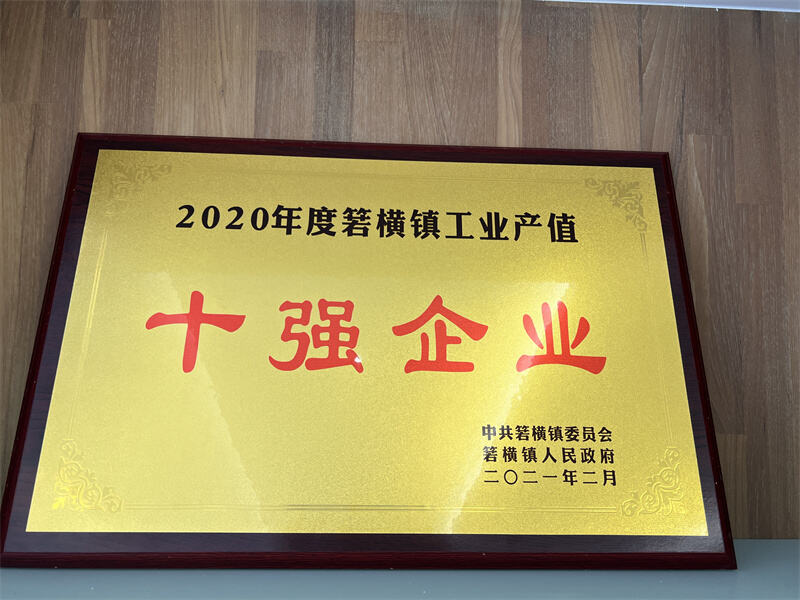 2020年度箬横镇工业产值
十强企业
中共箬横镇委员会
箬横镇人民政府
二〇二一年二月